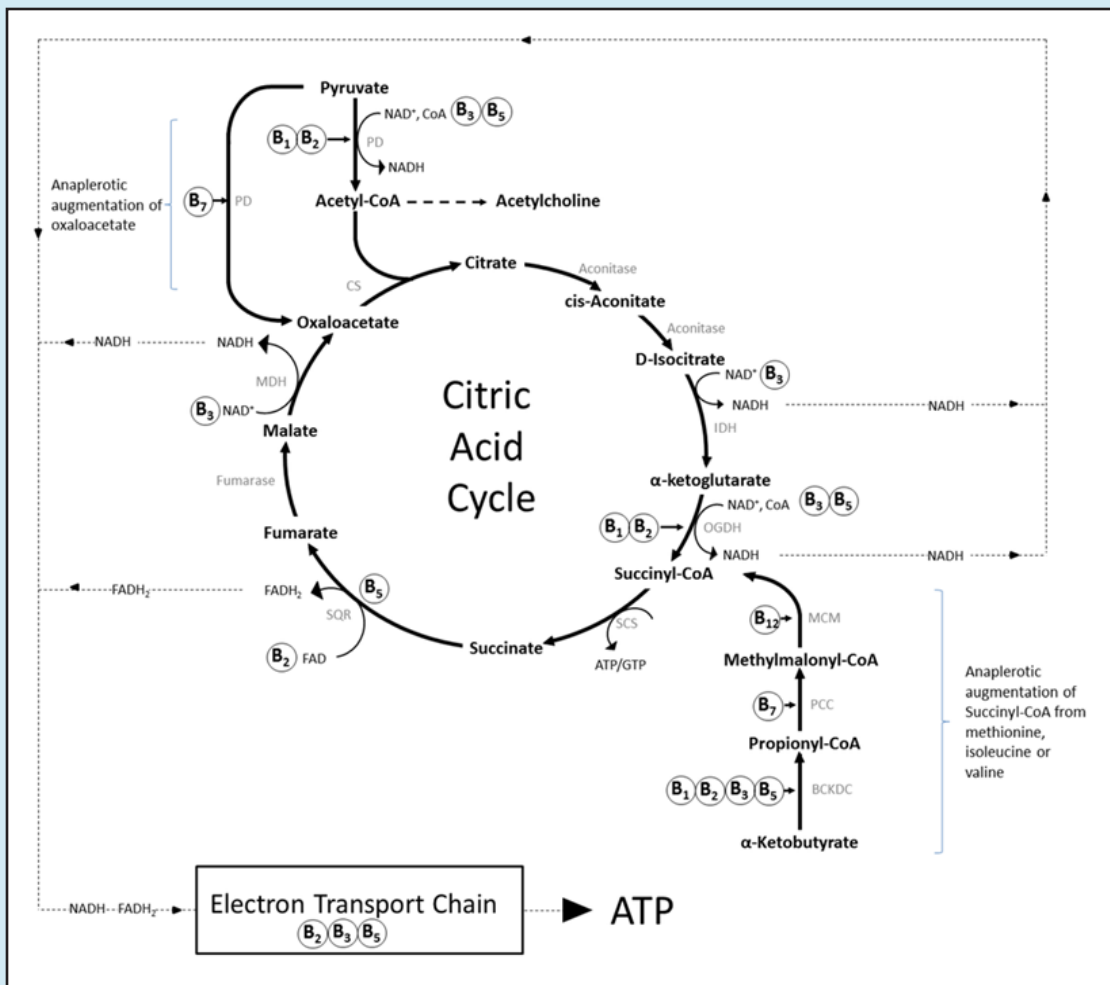 Pyruvate
NAD⁺, CoA B₃ B₅
B₁ B₂
PD
NADH
Anaplerotic
augmentation of
oxaloacetate
B₇
PD
Acetyl-CoA
Acetylcholine
Citrate
Aconitase
CS
cis-Aconitate
Oxaloacetate
Aconitase
NADH
NADH
D-Isocitrate
NAD⁺ B₃
MDH
NADH
NADH
B₃ NAD⁺
IDH
Malate
Citric
Acid
Cycle
Fumarase
α-ketoglutarate
NAD⁺, CoA B₃ B₅
B₁ B₂
OGDH
Fumarate
NADH
NADH
Succinyl-CoA
FADH₂
FADH₂
B₅
SQR
SCS
B₂ FAD
Succinate
ATP/GTP
B₁₂
MCM
Methylmalonyl-CoA
B₇
PCC
Propionyl-CoA
B₁ B₂ B₃ B₅
BCKDC
α-Ketobutyrate
Anaplerotic
augmentation of
Succinyl-CoA from
methionine,
isoleucine or
valine
NADH
FADH₂
Electron Transport Chain
B₂ B₃ B₅
ATP